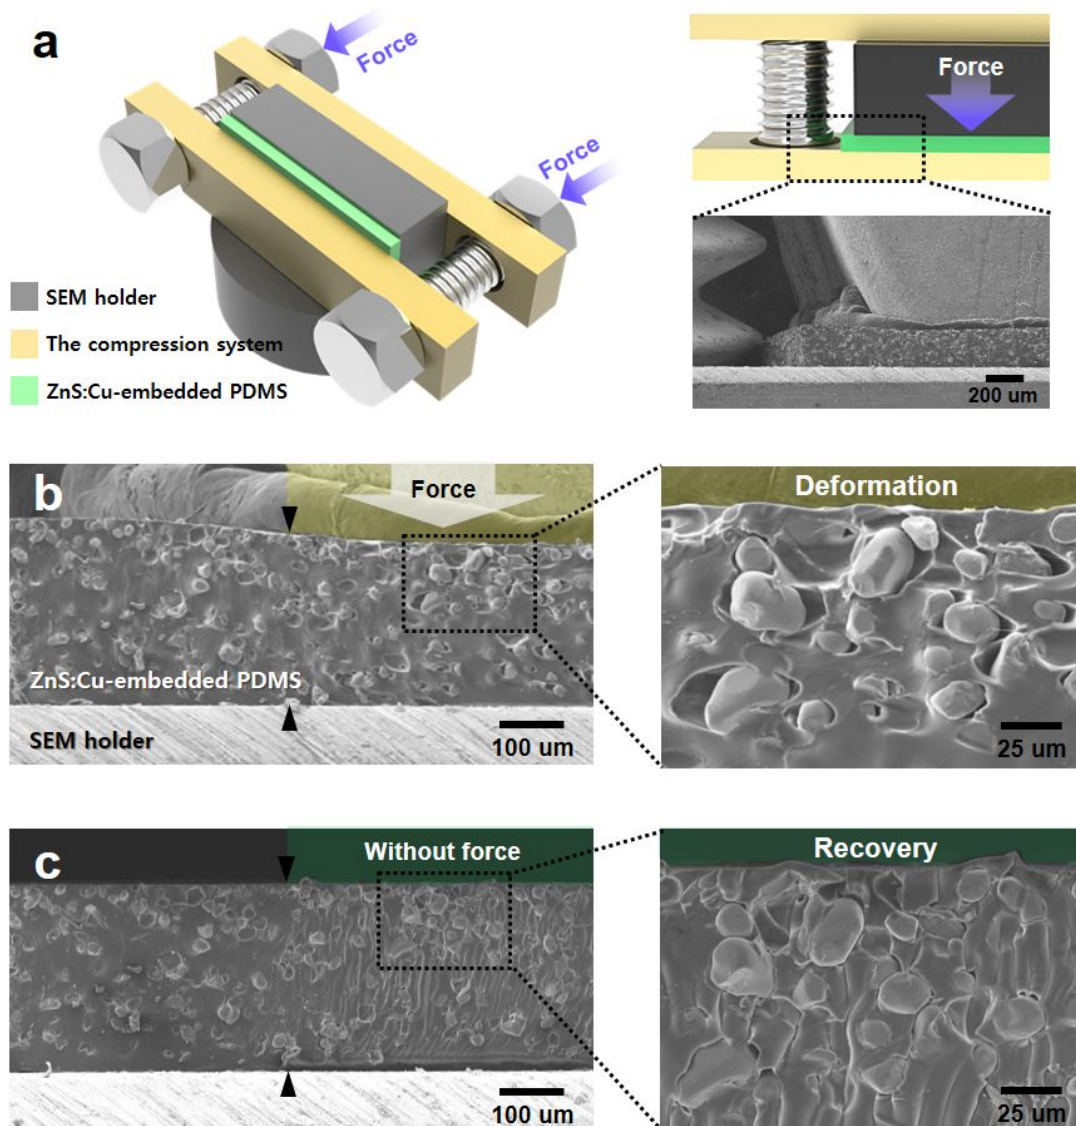 a
Force
Force
SEM holder
The compression system
ZnS:Cu-embedded PDMS
Force
200 um
b
Force
ZnS:Cu-embedded PDMS
SEM holder
100 um
Deformation
25 um
c
Without force
100 um
Recovery
25 um